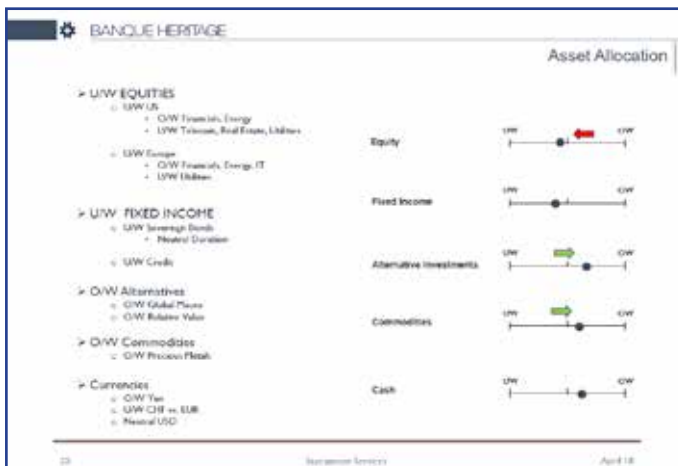 BANQUE HERITAGE
Asset Allocation
➢ U/W EQUITIES
○ U/W US
• O/W Financials, Energy
• U/W Telecom, Real Estate, Utilities
○ U/W Europe
• O/W Financials, Energy, IT
• U/W Utilities
➢ U/W FIXED INCOME
○ U/W Sovereign Bonds
• Neutral Duration
○ U/W Credit
➢ O/W Alternatives
○ O/W Global Macro
○ O/W Relative Value
➢ O/W Commodities
○ O/W Precious Metals
➢ Currencies
○ O/W Yen
○ U/W CHF vs. EUR
○ Neutral USD
Equity
U/W O/W
Fixed Income
U/W O/W
Alternative Investments
U/W O/W
Commodities
U/W O/W
Cash
U/W O/W
Services
April 18